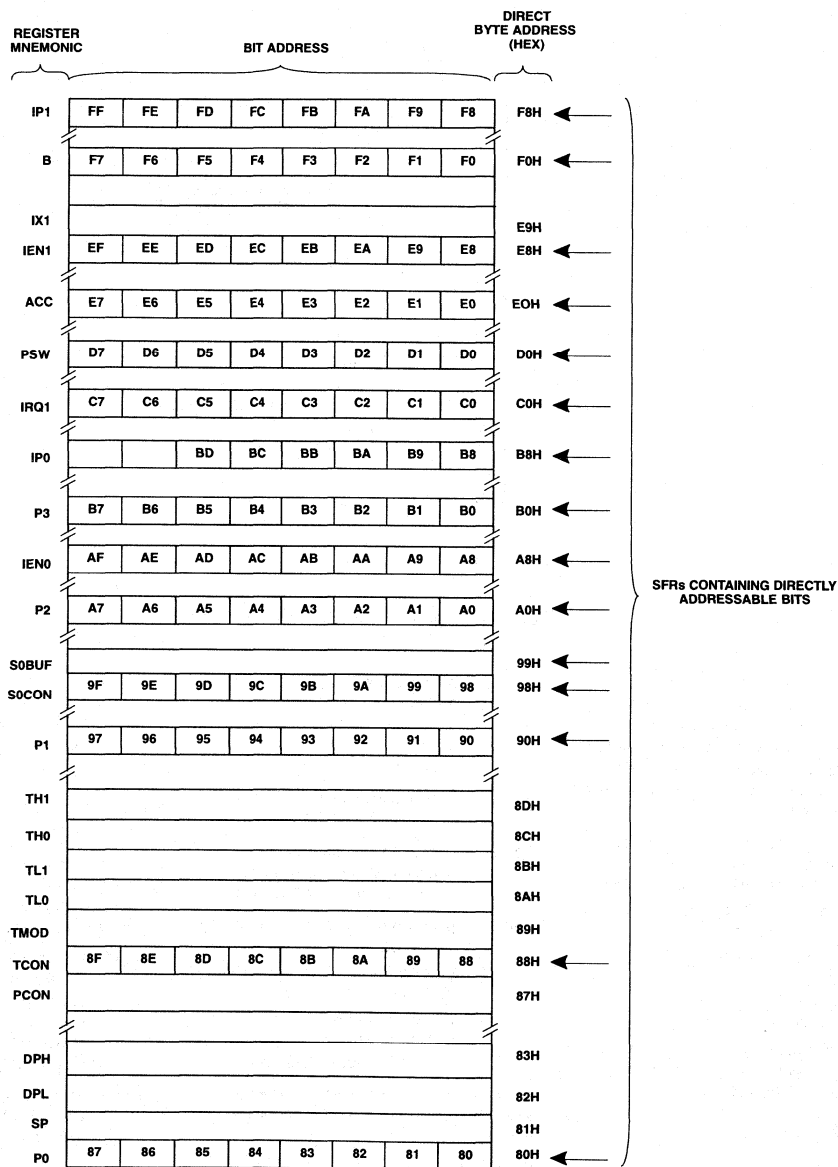 REGISTER
MNEMONIC
BIT ADDRESS
DIRECT
BYTE ADDRESS
(HEX)
IP1 FF FE FD FC FB FA F9 F8 F8H
B F7 F6 F5 F4 F3 F2 F1 F0 F0H
IX1 E9H
IEN1 EF EE ED EC EB EA E9 E8 E8H
ACC E7 E6 E5 E4 E3 E2 E1 E0 EOH
PSW D7 D6 D5 D4 D3 D2 D1 D0 D0H
IRQ1 C7 C6 C5 C4 C3 C2 C1 C0 C0H
IP0 BD BC BB BA B9 B8 B8H
P3 B7 B6 B5 B4 B3 B2 B1 B0 B0H
IEN0 AF AE AD AC AB AA A9 A8 A8H
SFRs CONTAINING DIRECTLY
ADDRESSABLE BITS
P2 A7 A6 A5 A4 A3 A2 A1 A0 A0H
S0BUF 99H
S0CON 9F 9E 9D 9C 9B 9A 99 98 98H
P1 97 96 95 94 93 92 91 90 90H
TH1 8DH
TH0 8CH
TL1 8BH
TL0 8AH
TMOD 89H
TCON 8F 8E 8D 8C 8B 8A 89 88 88H
PCON 87H
DPH 83H
DPL 82H
SP 81H
P0 87 86 85 84 83 82 81 80 80H